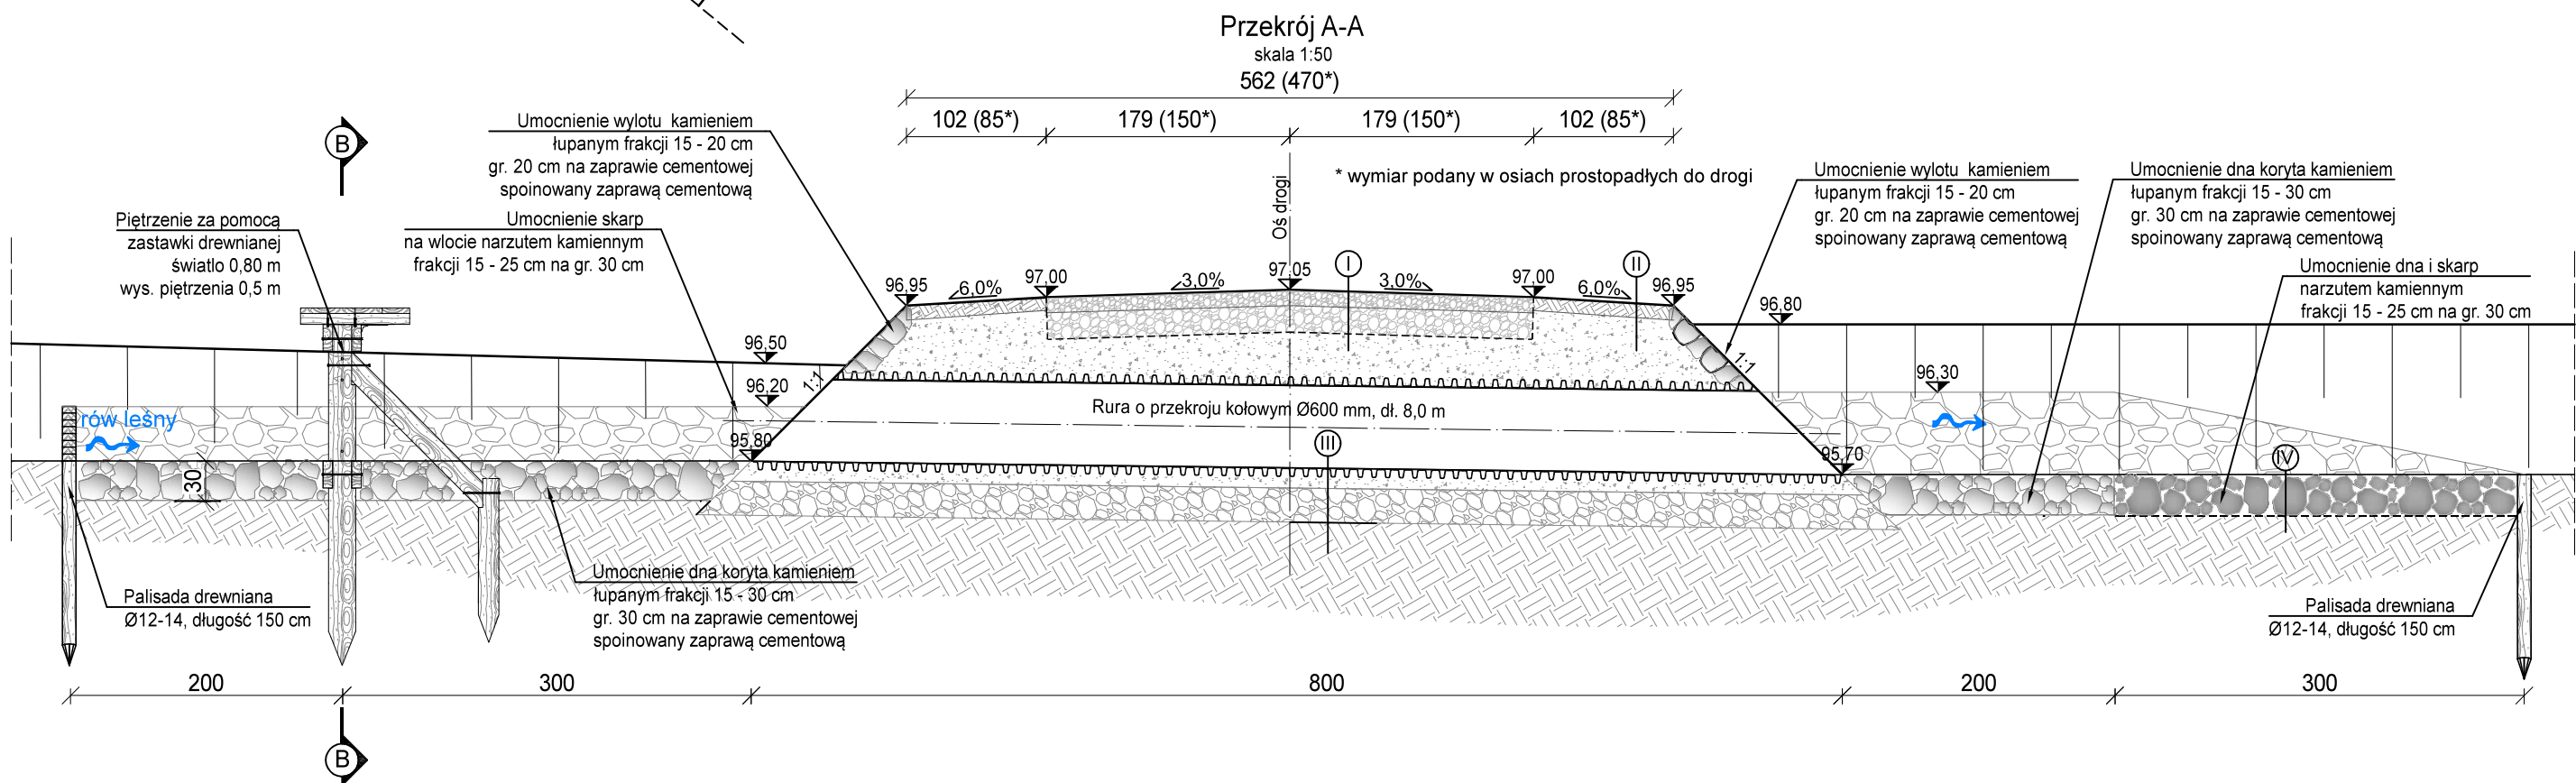 Przekrój A-A
skala 1:50
562 (470*)
102 (85*)
179 (150*)
179 (150*)
102 (85*)
* wymiar podany w osiach prostopadłych do drogi
Oś drogi
B
Umocnienie wylotu kamieniem
łupanym frakcji 15 - 20 cm
gr. 20 cm na zaprawie cementowej
spoinowany zaprawą cementową
Umocnienie skarp
na wlocie narzutem kamiennym
frakcji 15 - 25 cm na gr. 30 cm
Piętrzenie za pomocą
zastawki drewnianej
światlo 0,80 m
wys. piętrzenia 0,5 m
Umocnienie wylotu kamieniem
łupanym frakcji 15 - 20 cm
gr. 20 cm na zaprawie cementowej
spoinowany zaprawą cementową
Umocnienie dna koryta kamieniem
łupanym frakcji 15 - 30 cm
gr. 30 cm na zaprawie cementowej
spoinowany zaprawą cementową
Umocnienie dna i skarp
narzutem kamiennym
frakcji 15 - 25 cm na gr. 30 cm
96,95
6,0%
97,00
3,0%
97,05
I
3,0%
97,00
6,0%
II
96,95
96,80
96,50
1:1
1:1
96,20
96,30
rów leśny
Rura o przekroju kołowym Ø600 mm, dł. 8,0 m
95,80
III
95,70
IV
30
Umocnienie dna koryta kamieniem
łupanym frakcji 15 - 30 cm
gr. 30 cm na zaprawie cementowej
spoinowany zaprawą cementową
Palisada drewniana
Ø12-14, długość 150 cm
Palisada drewniana
Ø12-14, długość 150 cm
200
300
800
200
300
B